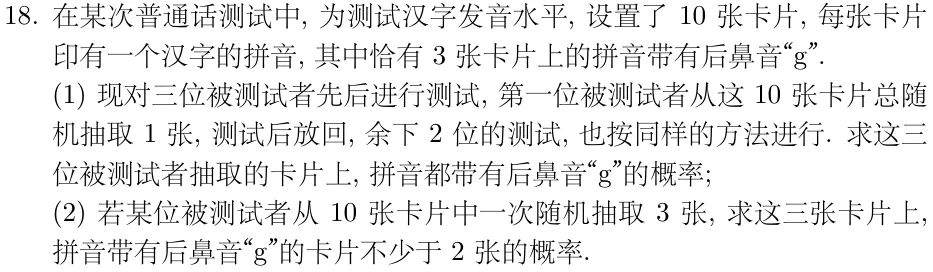 18. 在某次普通话测试中, 为测试汉字发音水平, 设置了 10 张卡片, 每张卡片
印有一个汉字的拼音, 其中恰有 3 张卡片上的拼音带有后鼻音“g”.
(1) 现对三位被测试者先后进行测试, 第一位被测试者从这 10 张卡片总随
机抽取 1 张, 测试后放回, 余下 2 位的测试, 也按同样的方法进行. 求这三
位被测试者抽取的卡片上, 拼音都带有后鼻音“g”的概率;
(2) 若某位被测试者从 10 张卡片中一次随机抽取 3 张, 求这三张卡片上,
拼音带有后鼻音“g”的卡片不少于 2 张的概率.